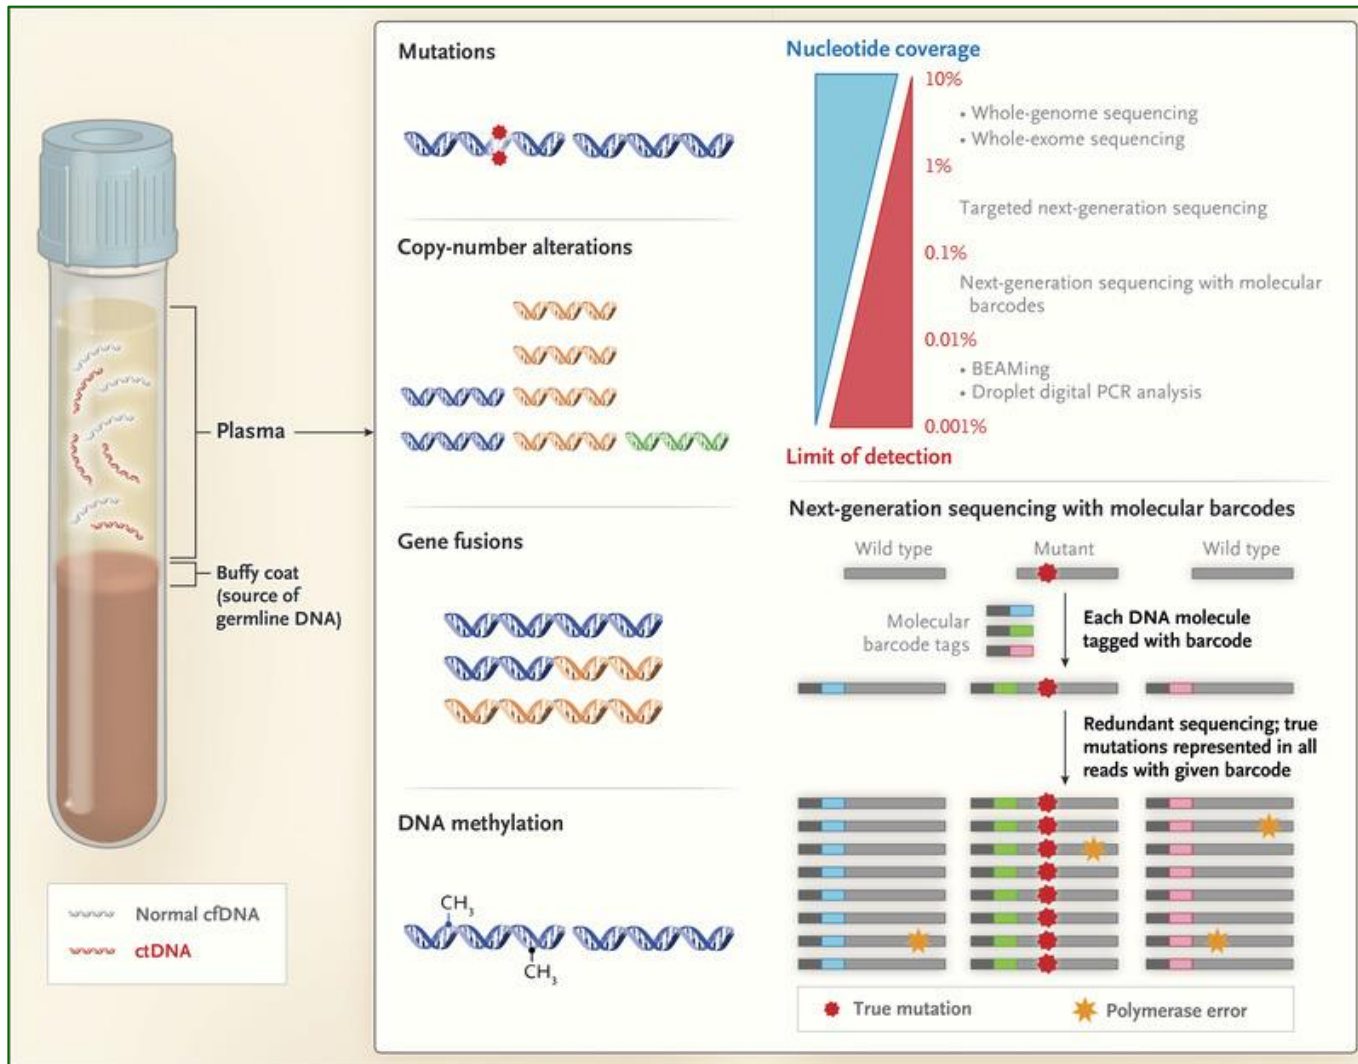 Plasma
Buffy coat
(source of
germline DNA)
Normal cfDNA
ctDNA
Mutations
Copy-number alterations
Gene fusions
DNA methylation
CH₃
CH₃
Nucleotide coverage
10%
• Whole-genome sequencing
• Whole-exome sequencing
1%
Targeted next-generation sequencing
0.1%
Next-generation sequencing with molecular
barcodes
0.01%
• BEAMing
• Droplet digital PCR analysis
0.001%
Limit of detection
Next-generation sequencing with molecular barcodes
Wild type
Mutant
Wild type
Molecular
barcode tags
Each DNA molecule
tagged with barcode
Redundant sequencing; true
mutations represented in all
reads with given barcode
True mutation
Polymerase error